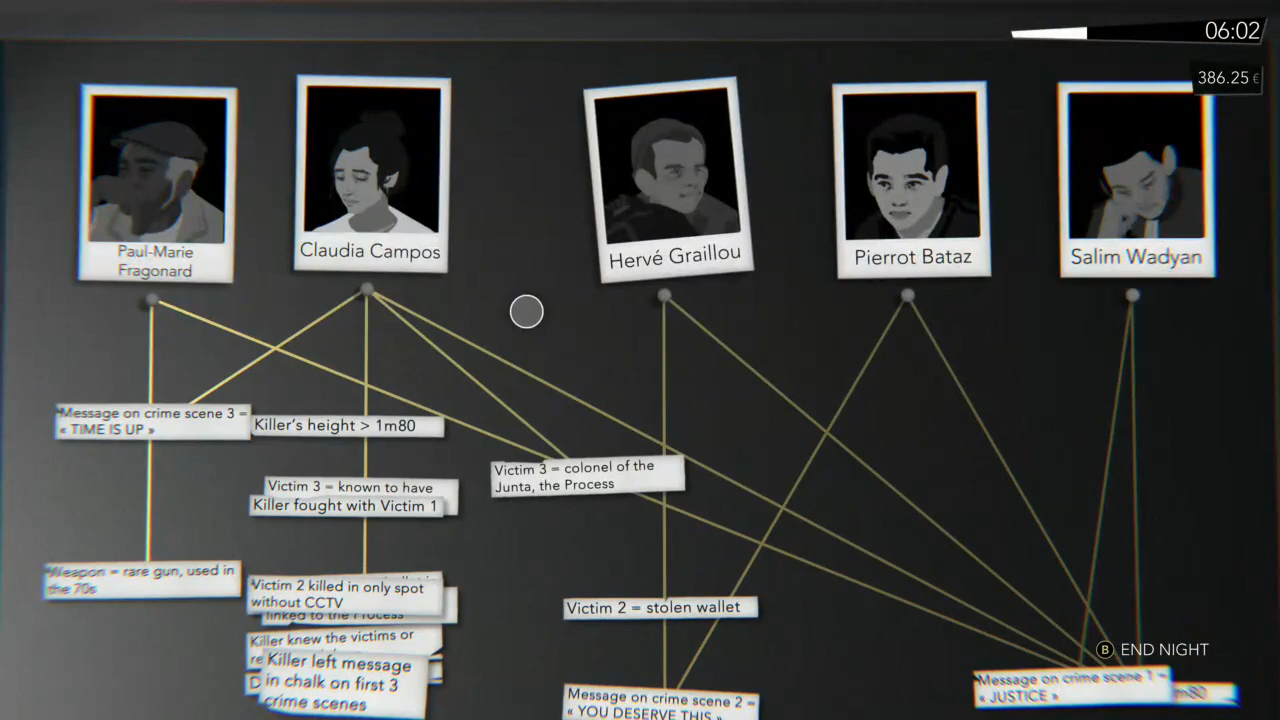 06:02
386.25 €
Paul-Marie
Fragonard
Claudia Campos
Hervé Graillou
Pierrot Bataz
Salim Wadyan
Message on crime scene 3 =
« TIME IS UP »
Killer's height > 1m80
Victim 3 = known to have
Killer fought with Victim 1
Victim 3 = colonel of the
Junta, the Process
Weapon = rare gun, used in
the 70s
Victim 2 killed in only spot
without CCTV
linked to the Process
Killer knew the victims or
Killer left message
in chalk on first 3
crime scenes
Victim 2 = stolen wallet
Message on crime scene 2 =
« YOU DESERVE THIS »
B END NIGHT
Message on crime scene 1 =
« JUSTICE »
m80